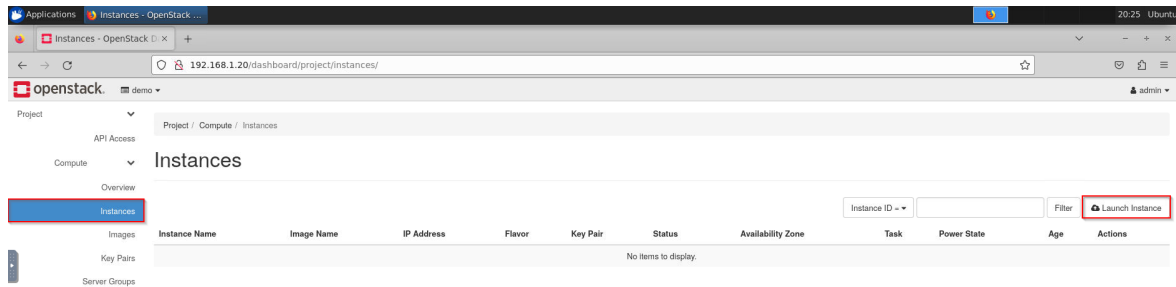 Applications Instances - OpenStack ... 20:25 Ubuntu
Instances - OpenStack D
192.168.1.20/dashboard/project/instances/
openstack. demo admin
Project
Project / Compute / Instances
API Access
Compute
Instances
Overview
Instances
Instance ID = Filter Launch Instance
Images
Instance Name Image Name IP Address Flavor Key Pair Status Availability Zone Task Power State Age Actions
Key Pairs
No items to display.
Server Groups